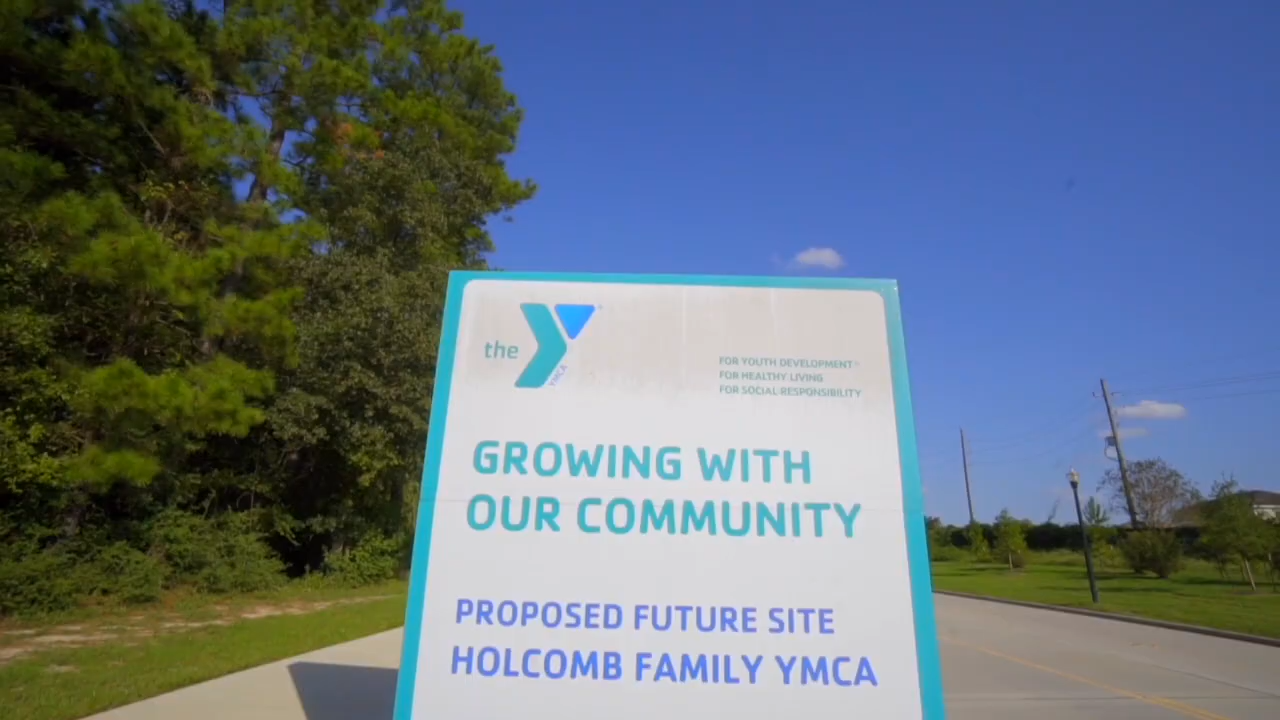 the
YMCA
FOR YOUTH DEVELOPMENT®
FOR HEALTHY LIVING
FOR SOCIAL RESPONSIBILITY
GROWING WITH
OUR COMMUNITY
PROPOSED FUTURE SITE
HOLCOMB FAMILY YMCA